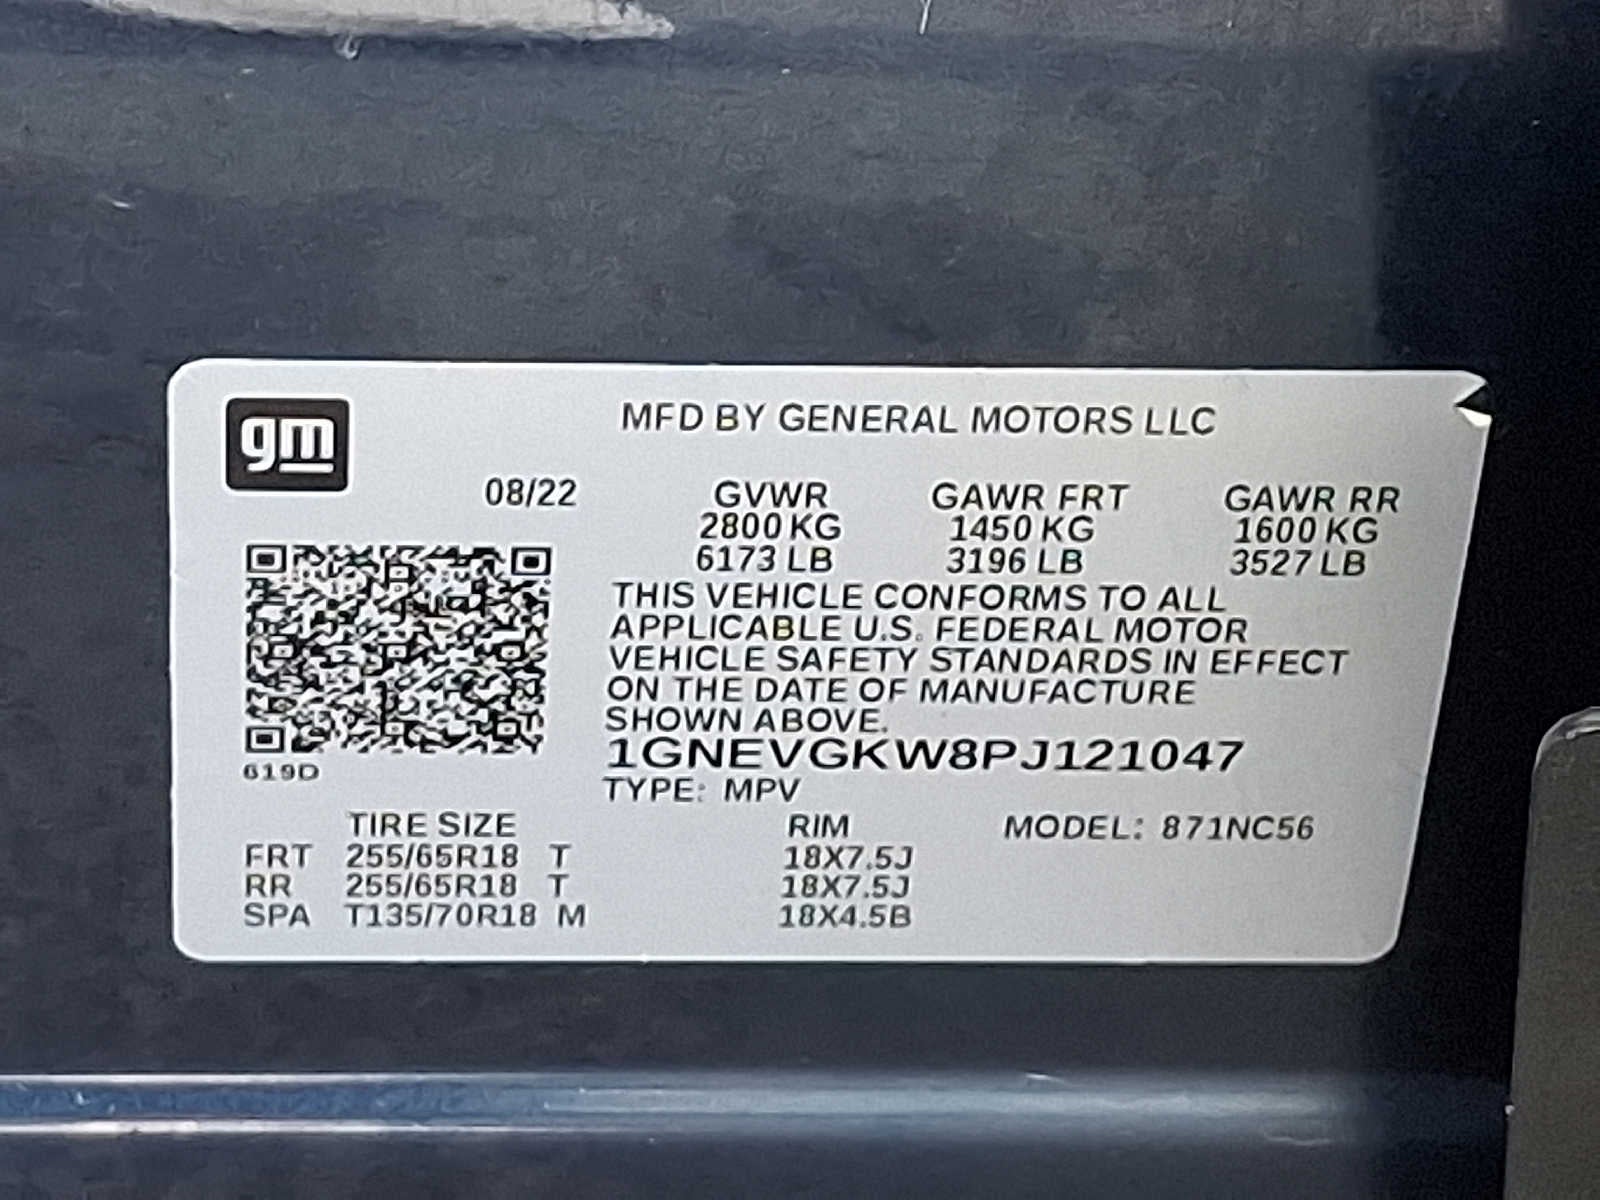 gm
MFD BY GENERAL MOTORS LLC
08/22 GVWR GAWR FRT GAWR RR
2800 KG 1450 KG 1600 KG
6173 LB 3196 LB 3527 LB
THIS VEHICLE CONFORMS TO ALL
APPLICABLE U.S. FEDERAL MOTOR
VEHICLE SAFETY STANDARDS IN EFFECT
ON THE DATE OF MANUFACTURE
SHOWN ABOVE.
1GNEVGKW8PJ121047
619D
TYPE: MPV
TIRE SIZE RIM MODEL: 871NC56
FRT 255/65R18 T 18X7.5J
RR 255/65R18 T 18X7.5J
SPA T135/70R18 M 18X4.5B